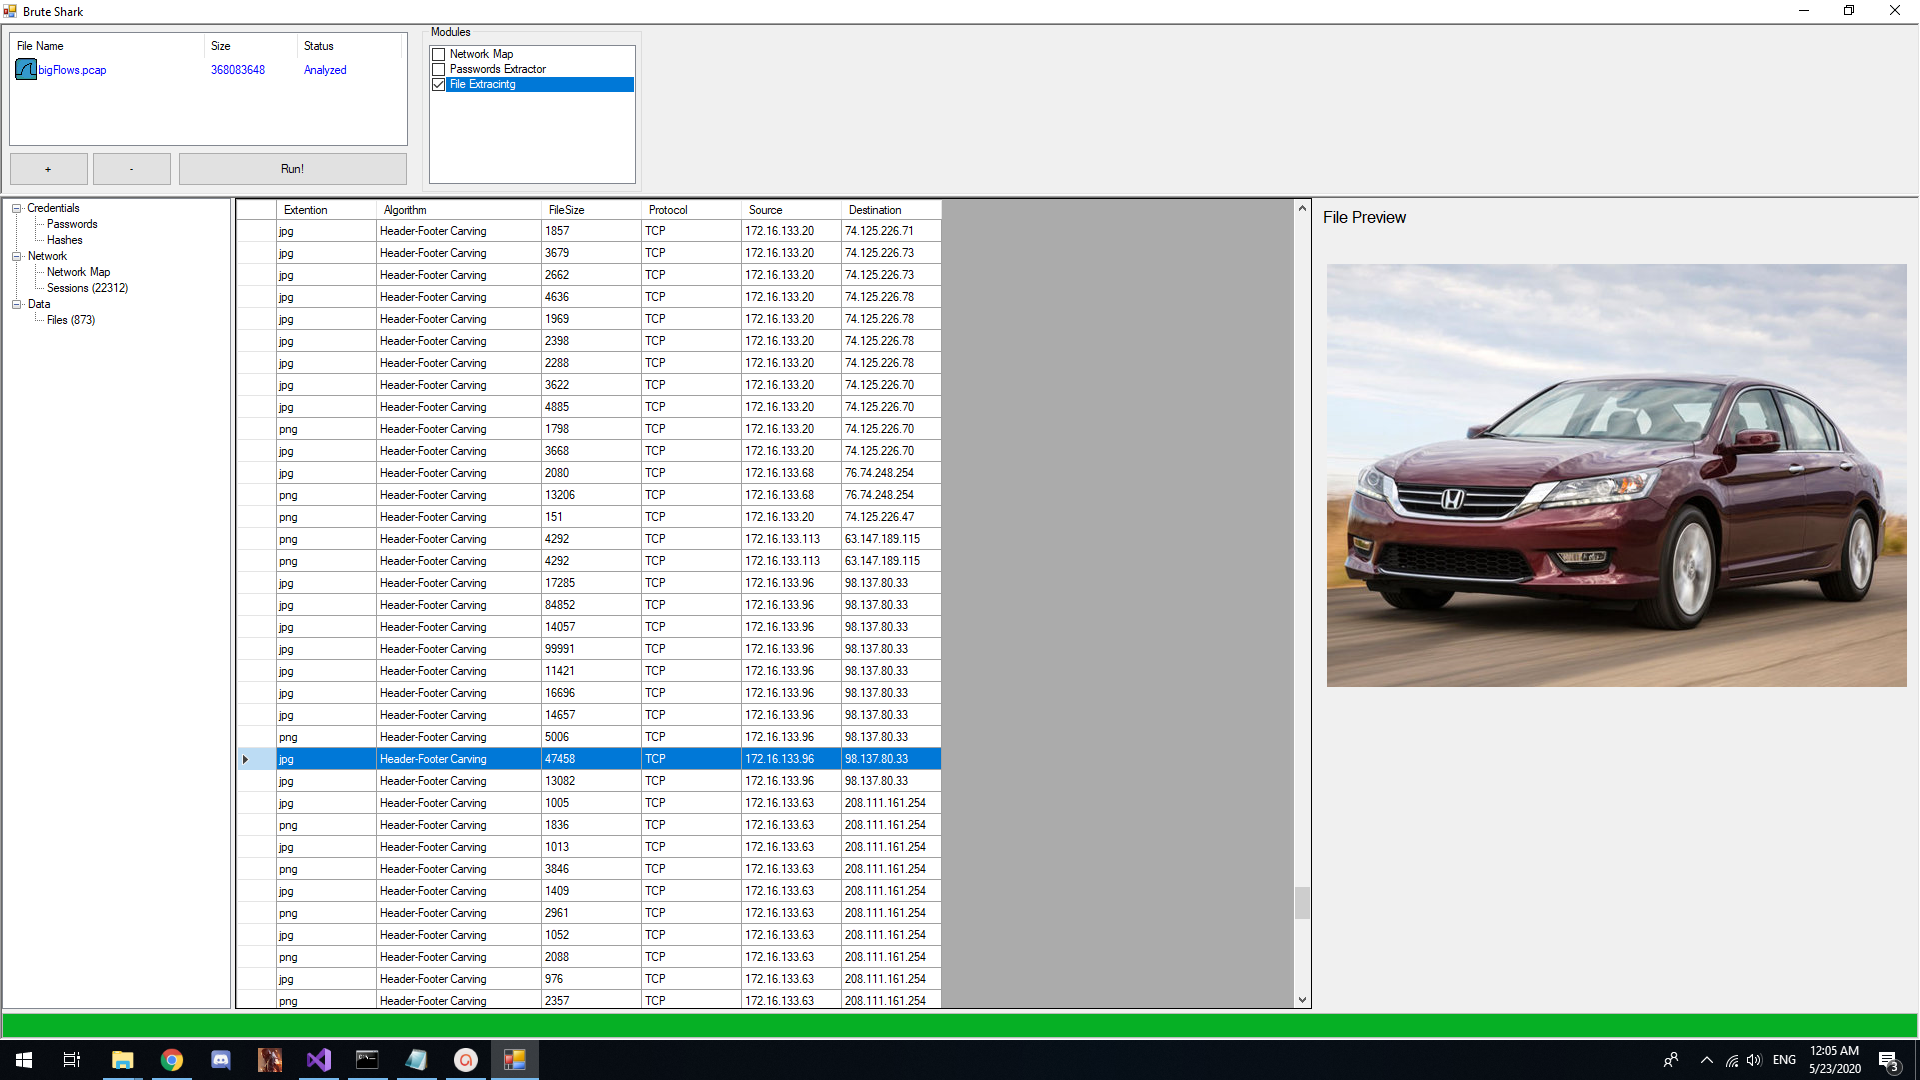 Brute Shark
File Name Size Status
bigFlows.pcap 368083648 Analyzed
+ - Run!
Modules
Network Map
Passwords Extractor
File Extracintg
Credentials
Passwords
Hashes
Network
Network Map
Sessions (22312)
Data
Files (873)
Extention Algorithm FileSize Protocol Source Destination
jpg Header-Footer Carving 1857 TCP 172.16.133.20 74.125.226.71
jpg Header-Footer Carving 3679 TCP 172.16.133.20 74.125.226.73
jpg Header-Footer Carving 2662 TCP 172.16.133.20 74.125.226.73
jpg Header-Footer Carving 4636 TCP 172.16.133.20 74.125.226.78
jpg Header-Footer Carving 1969 TCP 172.16.133.20 74.125.226.78
jpg Header-Footer Carving 2398 TCP 172.16.133.20 74.125.226.78
jpg Header-Footer Carving 2288 TCP 172.16.133.20 74.125.226.78
jpg Header-Footer Carving 3622 TCP 172.16.133.20 74.125.226.70
jpg Header-Footer Carving 4885 TCP 172.16.133.20 74.125.226.70
png Header-Footer Carving 1798 TCP 172.16.133.20 74.125.226.70
jpg Header-Footer Carving 3668 TCP 172.16.133.20 74.125.226.70
jpg Header-Footer Carving 2080 TCP 172.16.133.68 76.74.248.254
png Header-Footer Carving 13206 TCP 172.16.133.68 76.74.248.254
png Header-Footer Carving 151 TCP 172.16.133.20 74.125.226.47
png Header-Footer Carving 4292 TCP 172.16.133.113 63.147.189.115
png Header-Footer Carving 4292 TCP 172.16.133.113 63.147.189.115
jpg Header-Footer Carving 17285 TCP 172.16.133.96 98.137.80.33
jpg Header-Footer Carving 84852 TCP 172.16.133.96 98.137.80.33
jpg Header-Footer Carving 14057 TCP 172.16.133.96 98.137.80.33
jpg Header-Footer Carving 99991 TCP 172.16.133.96 98.137.80.33
jpg Header-Footer Carving 11421 TCP 172.16.133.96 98.137.80.33
jpg Header-Footer Carving 16696 TCP 172.16.133.96 98.137.80.33
jpg Header-Footer Carving 14657 TCP 172.16.133.96 98.137.80.33
png Header-Footer Carving 5006 TCP 172.16.133.96 98.137.80.33
jpg Header-Footer Carving 47458 TCP 172.16.133.96 98.137.80.33
jpg Header-Footer Carving 13082 TCP 172.16.133.96 98.137.80.33
jpg Header-Footer Carving 1005 TCP 172.16.133.63 208.111.161.254
png Header-Footer Carving 1836 TCP 172.16.133.63 208.111.161.254
jpg Header-Footer Carving 1013 TCP 172.16.133.63 208.111.161.254
png Header-Footer Carving 3846 TCP 172.16.133.63 208.111.161.254
jpg Header-Footer Carving 1409 TCP 172.16.133.63 208.111.161.254
png Header-Footer Carving 2961 TCP 172.16.133.63 208.111.161.254
jpg Header-Footer Carving 1052 TCP 172.16.133.63 208.111.161.254
png Header-Footer Carving 2088 TCP 172.16.133.63 208.111.161.254
jpg Header-Footer Carving 976 TCP 172.16.133.63 208.111.161.254
png Header-Footer Carving 2357 TCP 172.16.133.63 208.111.161.254
File Preview
ENG
12:05 AM
5/23/2020
3